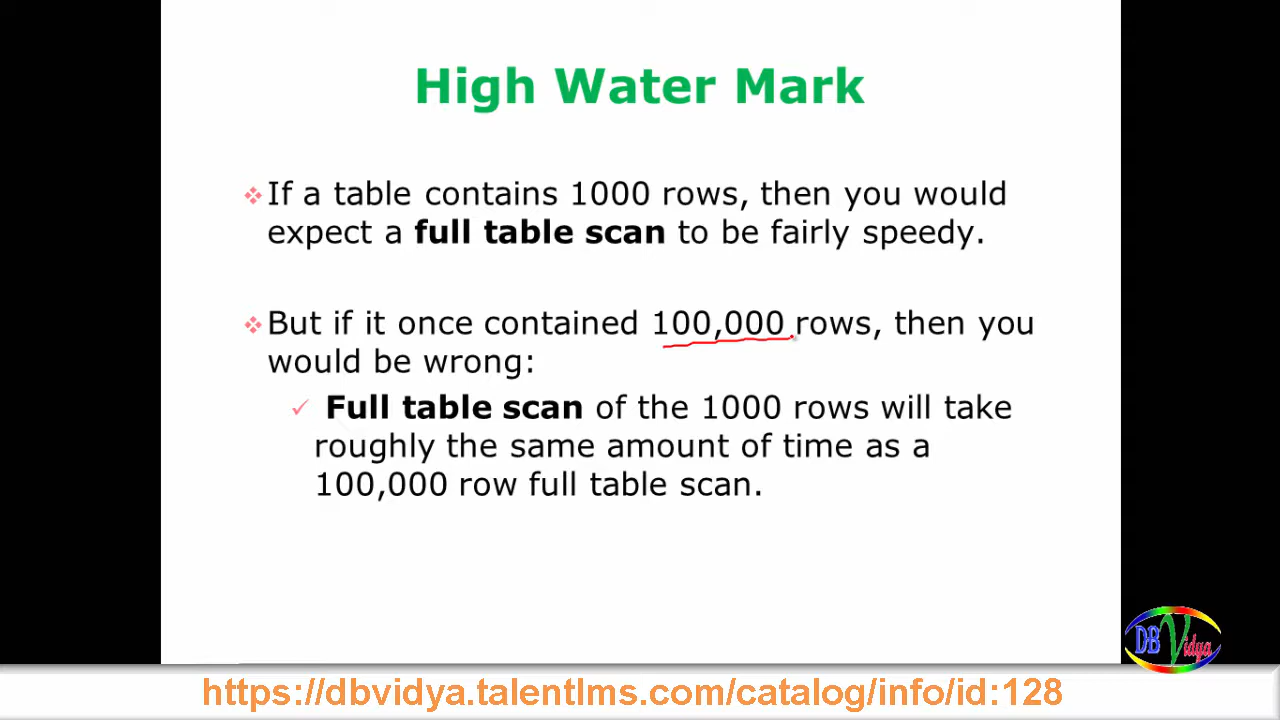 High Water Mark
If a table contains 1000 rows, then you would
expect a full table scan to be fairly speedy.
But if it once contained 100,000 rows, then you
would be wrong:
Full table scan of the 1000 rows will take
roughly the same amount of time as a
100,000 row full table scan.
DB Vidya
https://dbvidya.talentlms.com/catalog/info/id:128